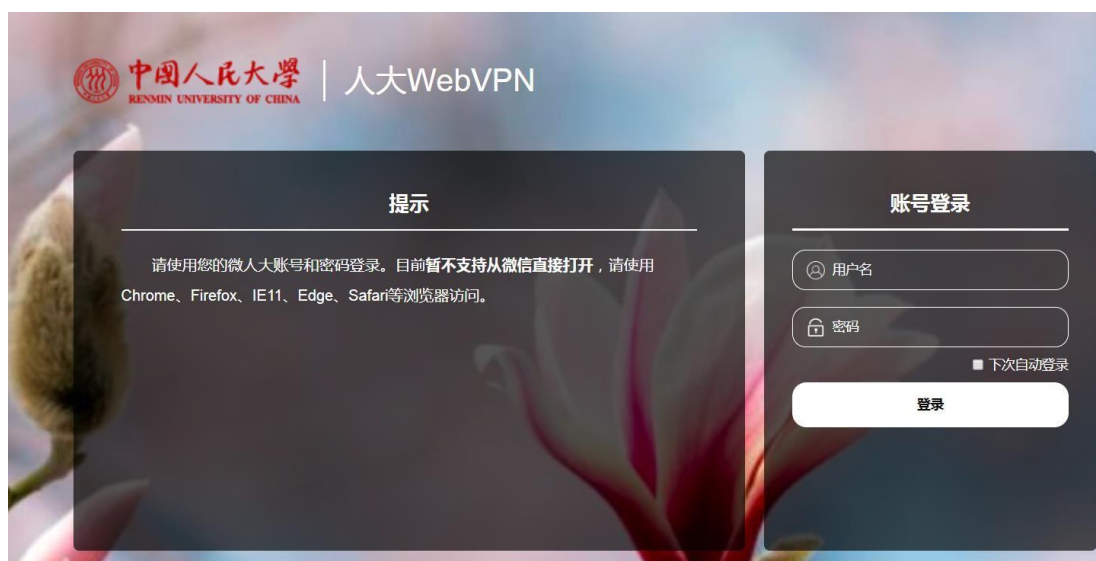 中国人民大學
RENMIN UNIVERSITY OF CHINA
人大WebVPN
提示
请使用您的微人大账号和密码登录。目前暂不支持从微信直接打开，请使用
Chrome、Firefox、IE11、Edge、Safari等浏览器访问。
账号登录
用户名
密码
下次自动登录
登录